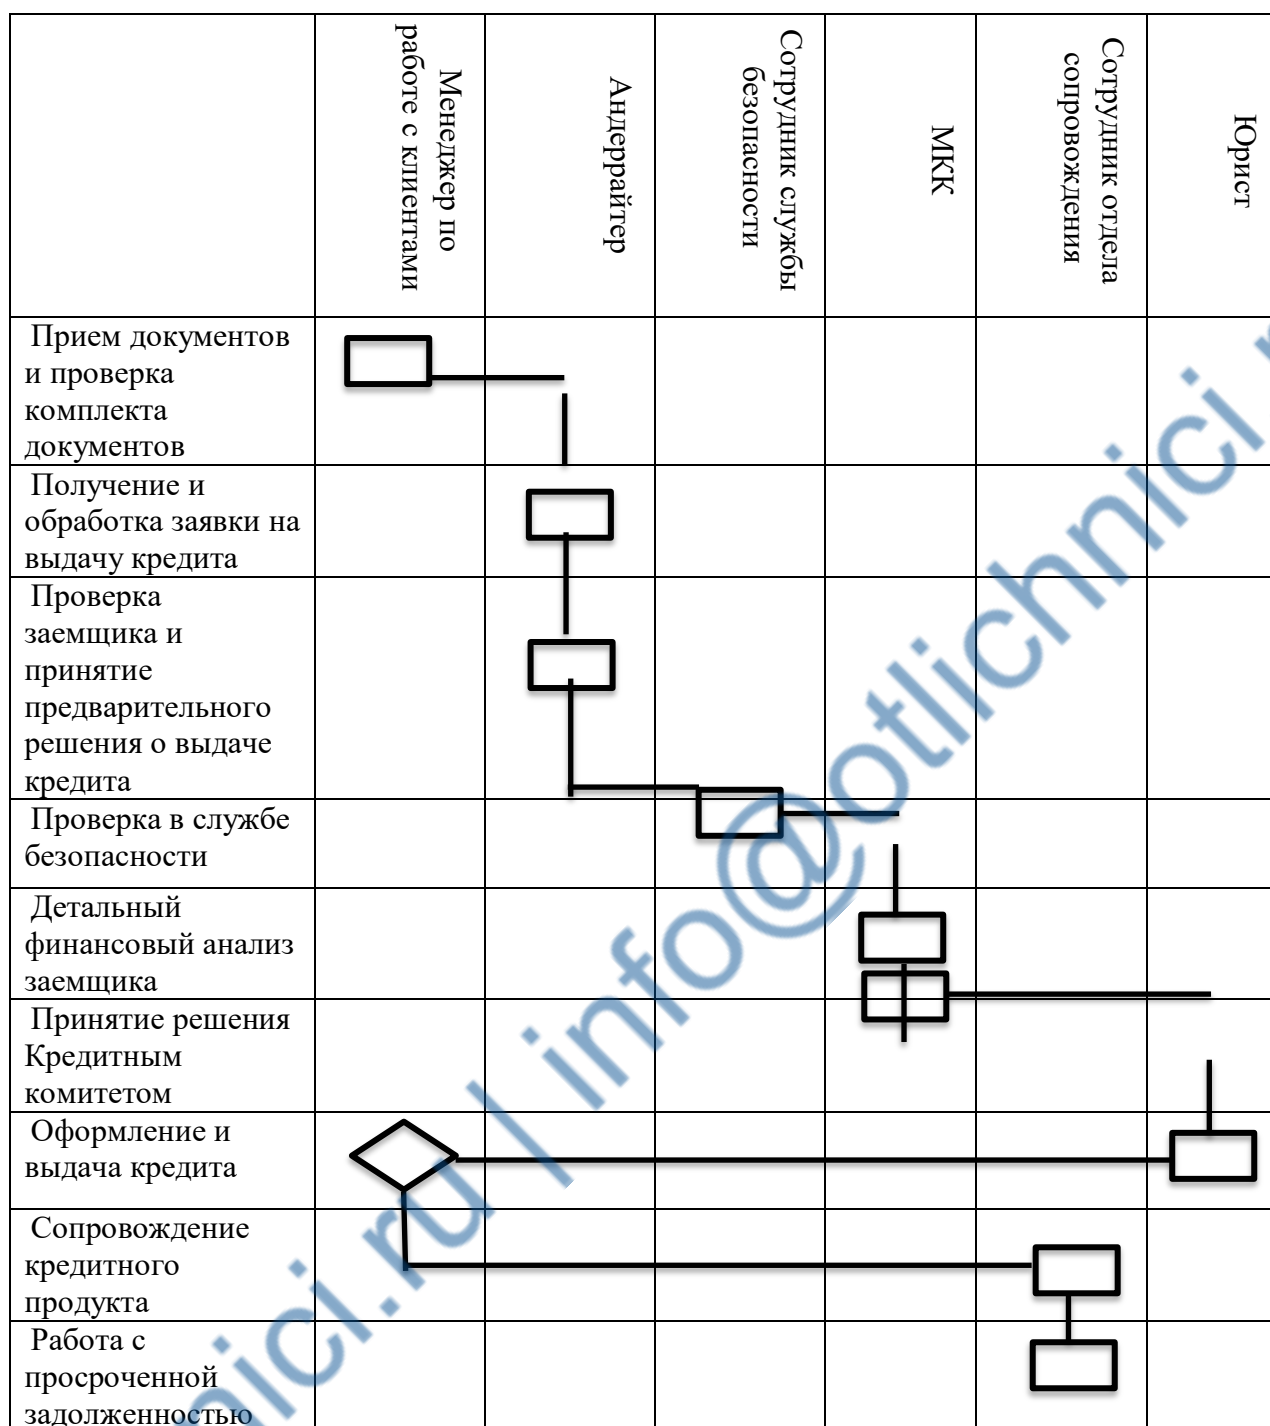 Менеджер по
работе с клиентами
Андеррайтер
Сотрудник службы
безопасности
МКК
Сотрудник отдела
сопровождения
Юрист
Прием документов
и проверка
комплекта
документов
Получение и
обработка заявки на
выдачу кредита
Проверка
заемщика и
принятие
предварительного
решения о выдаче
кредита
Проверка в службе
безопасности
Детальный
финансовый анализ
заемщика
Принятие решения
Кредитным
комитетом
Оформление и
выдача кредита
Сопровождение
кредитного
продукта
Работа с
просроченной
задолженностью
nici.ru | info@otlichnici.